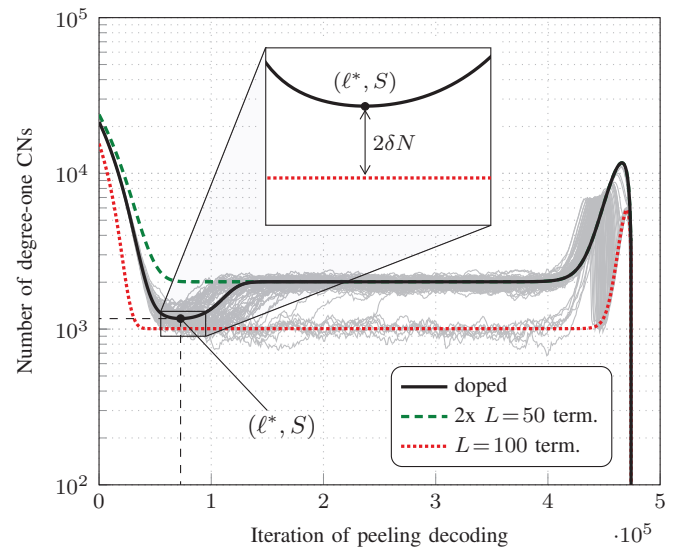 10^5
10^4
10^3
10^2
Number of degree-one CNs
(ℓ*, S)
2δN
(ℓ*, S)
doped
2x L=50 term.
L=100 term.
0 1 2 3 4 5
Iteration of peeling decoding
·10^5